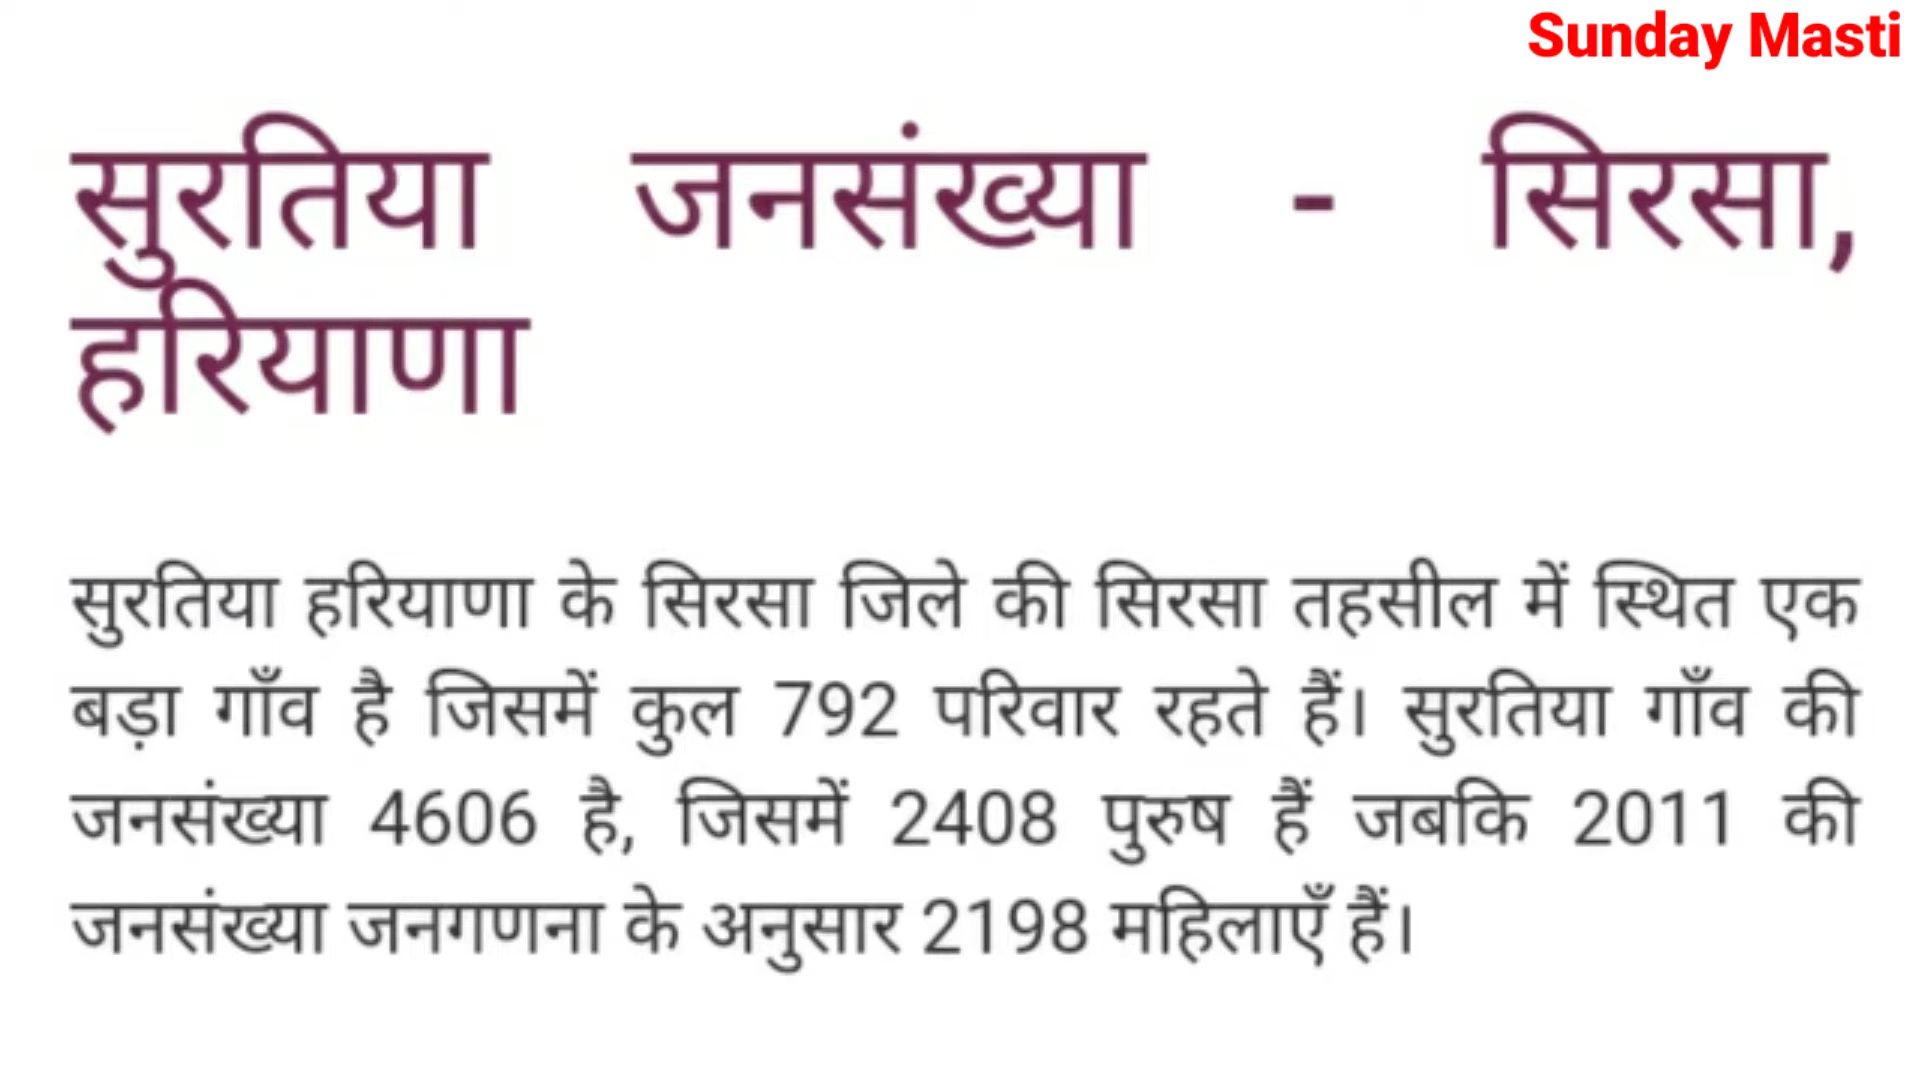 Sunday Masti
सुरतिया जनसंख्या - सिरसा,
हरियाणा
सुरतिया हरियाणा के सिरसा जिले की सिरसा तहसील में स्थित एक
बड़ा गाँव है जिसमें कुल 792 परिवार रहते हैं। सुरतिया गाँव की
जनसंख्या 4606 है, जिसमें 2408 पुरुष हैं जबकि 2011 की
जनसंख्या जनगणना के अनुसार 2198 महिलाएँ हैं।